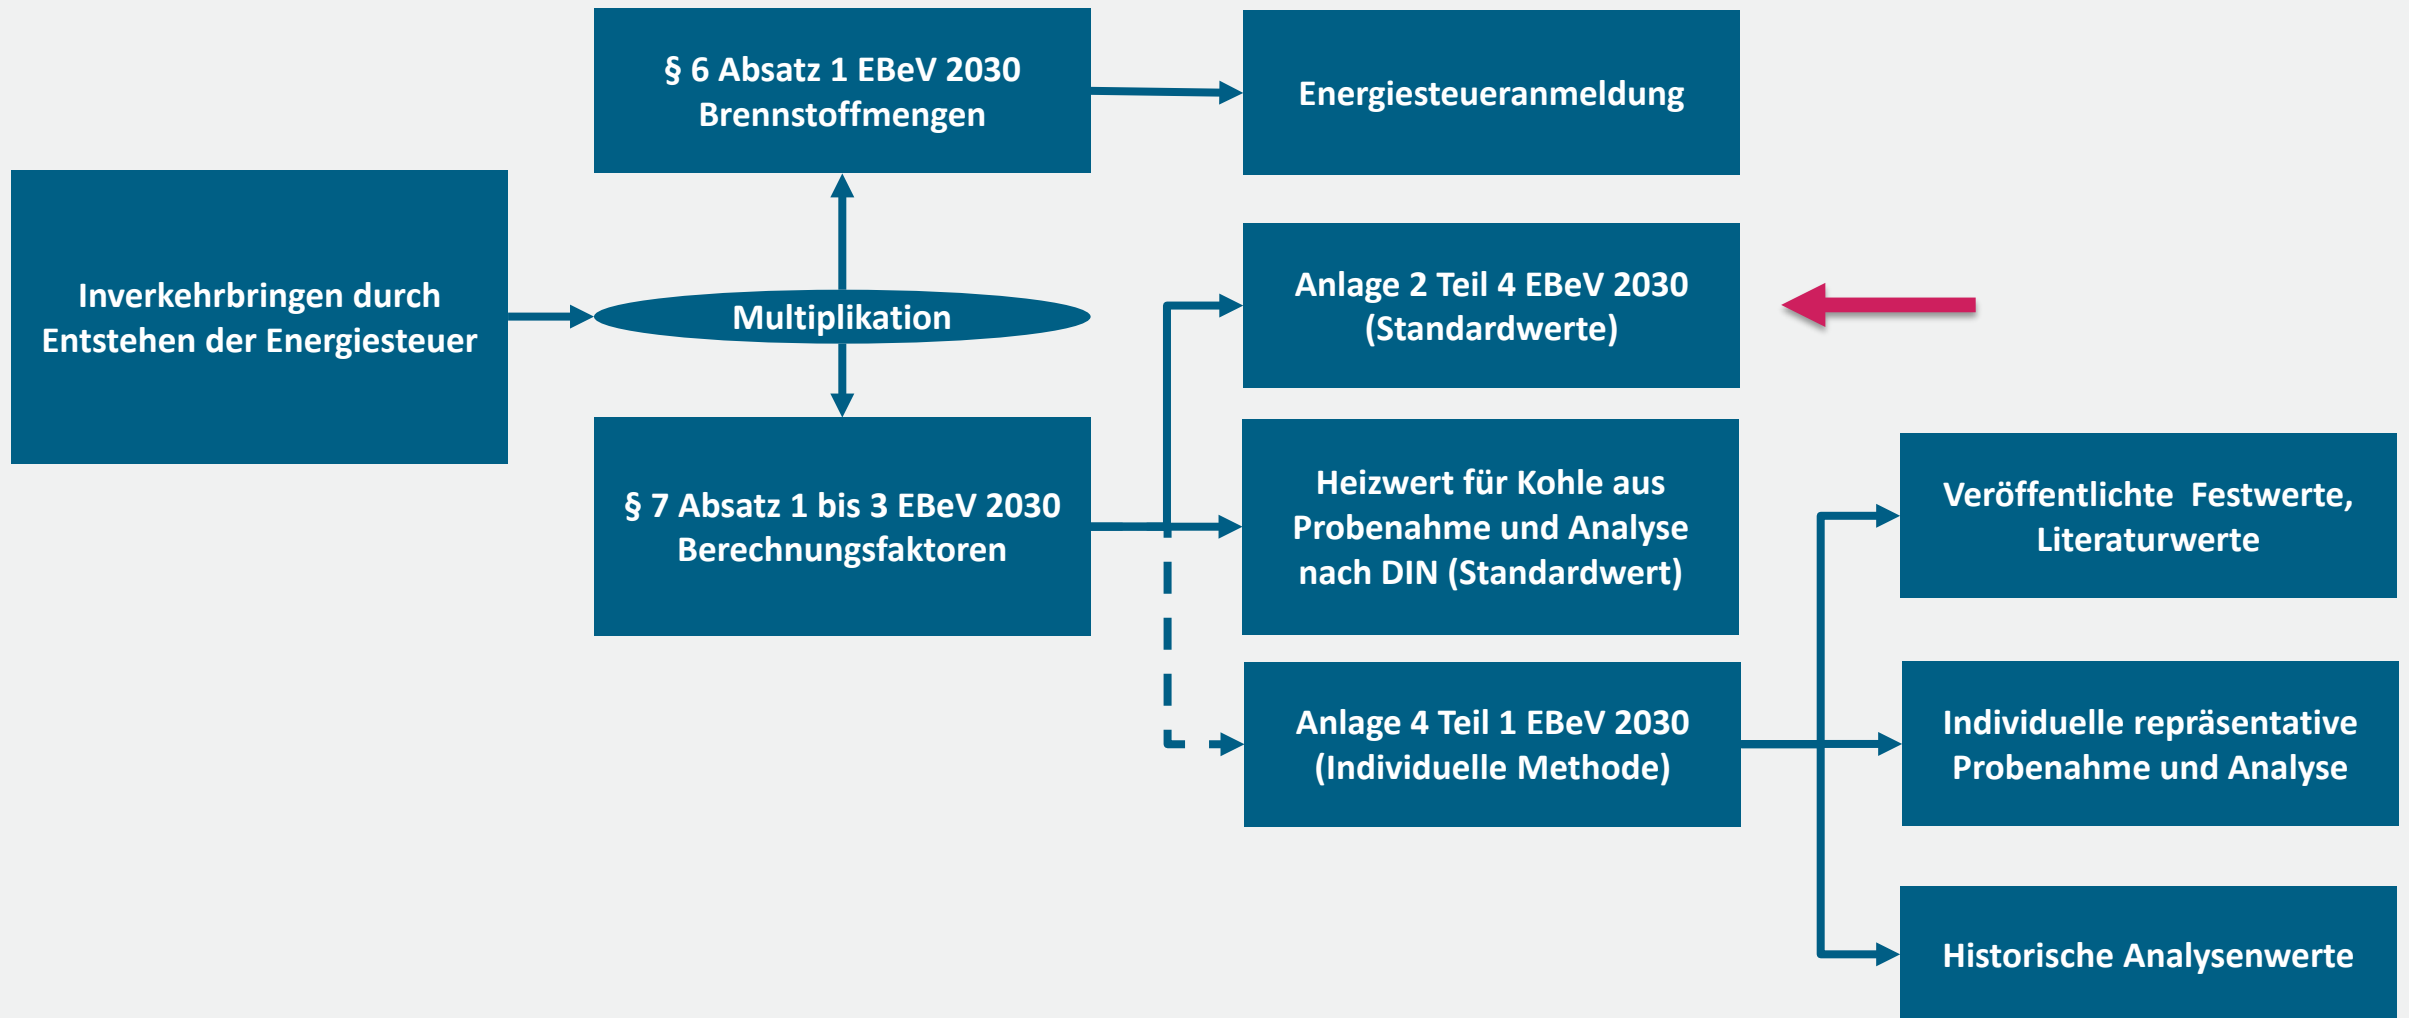 § 6 Absatz 1 EBeV 2030
Brennstoffmengen
Energiesteueranmeldung
Inverkehrbringen durch
Entstehen der Energiesteuer
Multiplikation
Anlage 2 Teil 4 EBeV 2030
(Standardwerte)
§ 7 Absatz 1 bis 3 EBeV 2030
Berechnungsfaktoren
Heizwert für Kohle aus
Probenahme und Analyse
nach DIN (Standardwert)
Veröffentlichte Festwerte,
Literaturwerte
Anlage 4 Teil 1 EBeV 2030
(Individuelle Methode)
Individuelle repräsentative
Probenahme und Analyse
Historische Analysenwerte